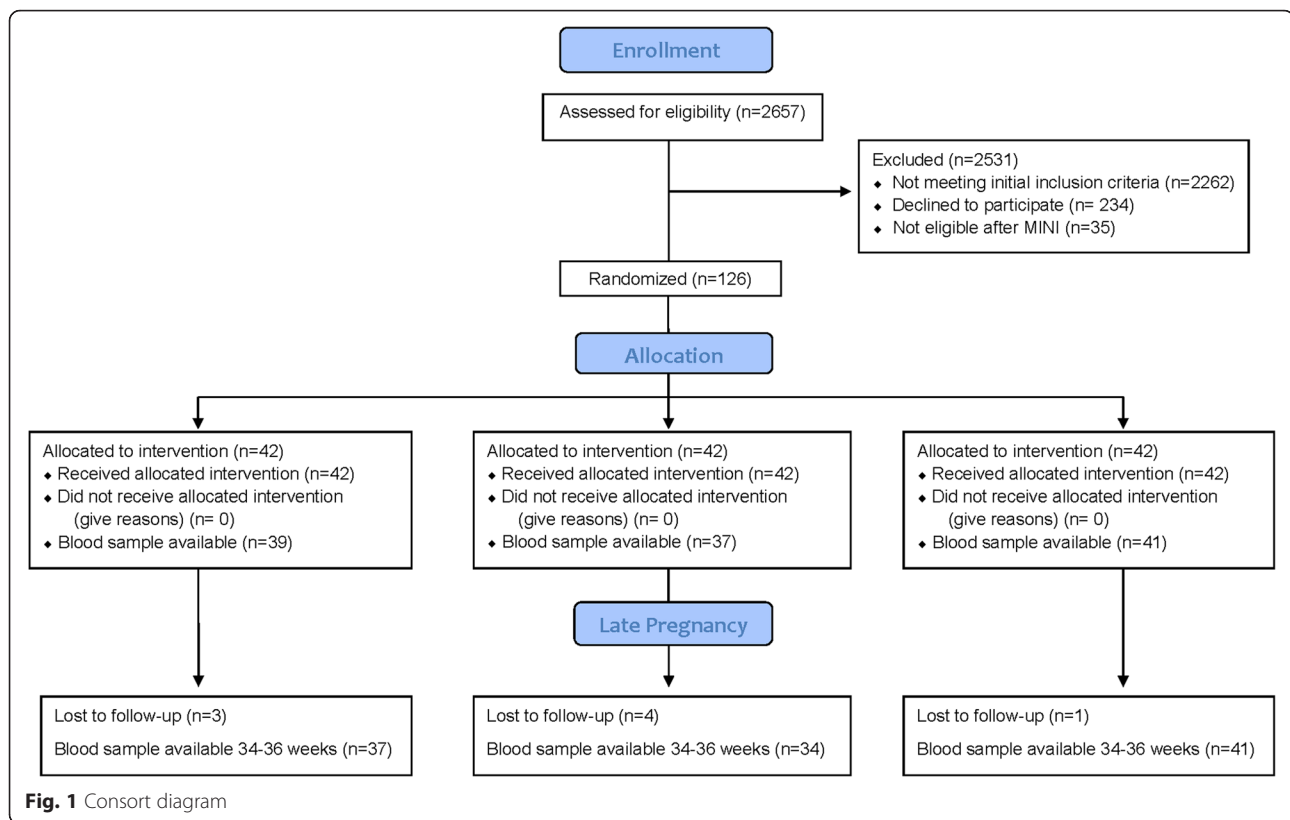 Enrollment
Assessed for eligibility (n=2657)
Excluded (n=2531)
♦ Not meeting initial inclusion criteria (n=2262)
♦ Declined to participate (n= 234)
♦ Not eligible after MINI (n=35)
Randomized (n=126)
Allocation
Allocated to intervention (n=42)
♦ Received allocated intervention (n=42)
♦ Did not receive allocated intervention
(give reasons) (n= 0)
♦ Blood sample available (n=39)
Allocated to intervention (n=42)
♦ Received allocated intervention (n=42)
♦ Did not receive allocated intervention
(give reasons) (n= 0)
♦ Blood sample available (n=37)
Allocated to intervention (n=42)
♦ Received allocated intervention (n=42)
♦ Did not receive allocated intervention
(give reasons) (n= 0)
♦ Blood sample available (n=41)
Late Pregnancy
Lost to follow-up (n=3)
Blood sample available 34-36 weeks (n=37)
Lost to follow-up (n=4)
Blood sample available 34-36 weeks (n=34)
Lost to follow-up (n=1)
Blood sample available 34-36 weeks (n=41)
Fig. 1 Consort diagram